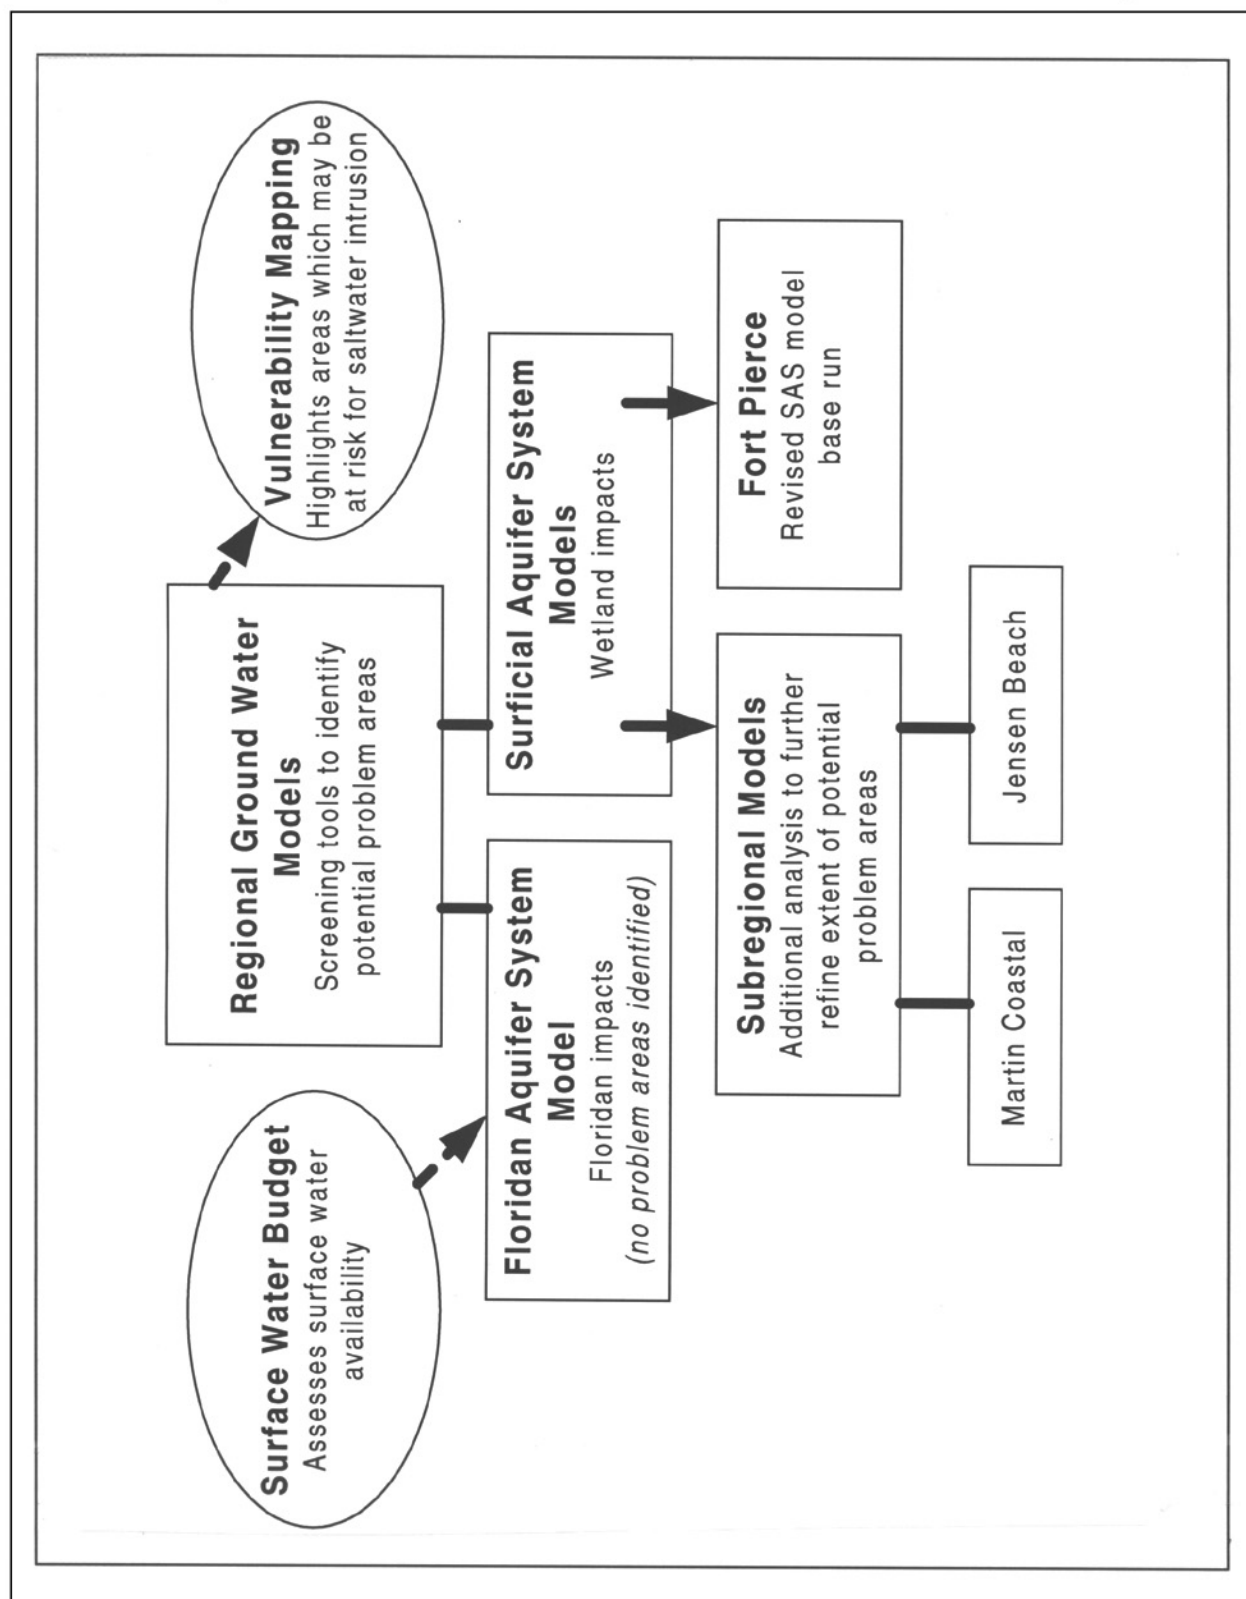 Surface Water Budget
Assesses surface water
availability
Regional Ground Water
Models
Screening tools to identify
potential problem areas
Vulnerability Mapping
Highlights areas which may be
at risk for saltwater intrusion
Floridan Aquifer System
Model
Floridan impacts
(no problem areas identified)
Surficial Aquifer System
Models
Wetland impacts
Subregional Models
Additional analysis to further
refine extent of potential
problem areas
Fort Pierce
Revised SAS model
base run
Martin Coastal
Jensen Beach